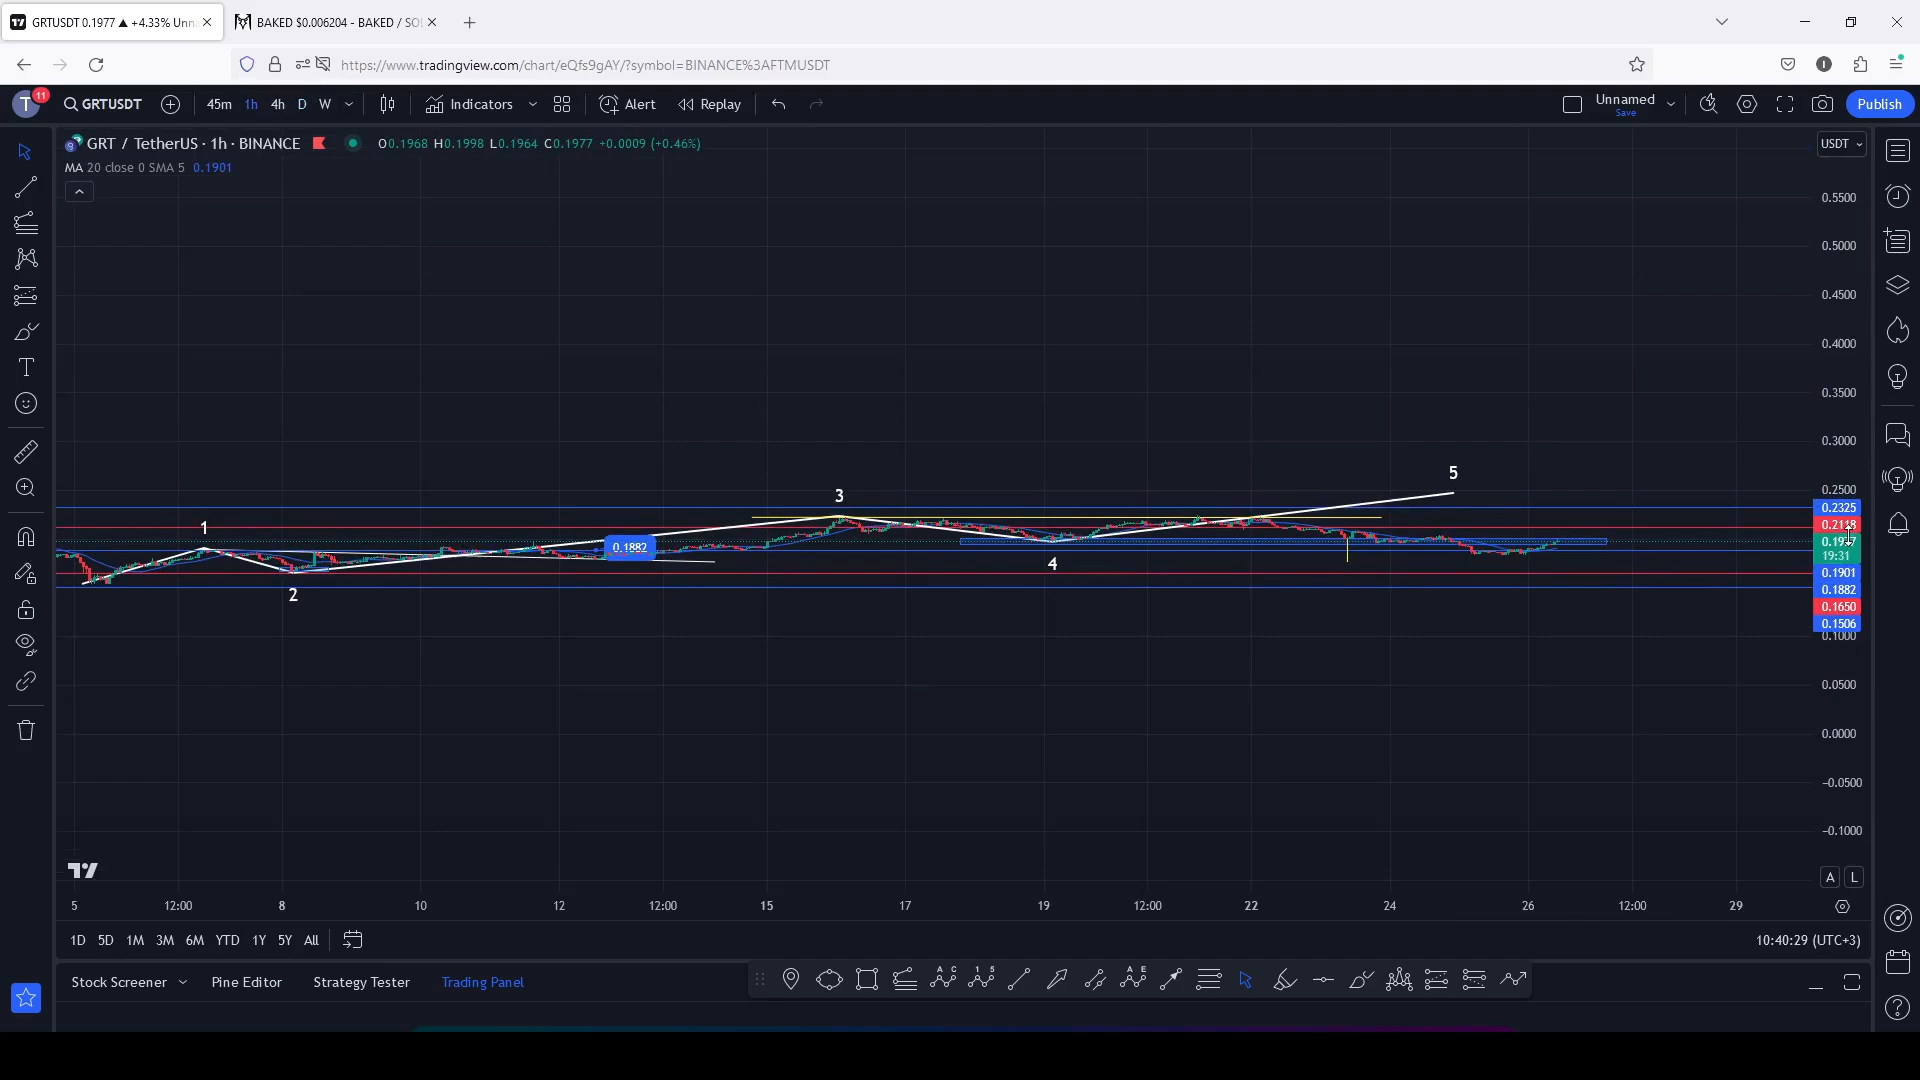 GRTUSDT 0.1977 ▲ +4.33% Unna
BAKED $0.006204 - BAKED / SO
https://www.tradingview.com/chart/eQfs9gAY/?symbol=BINANCE%3AFTMUSDT
T 11 GRTUSDT 45m 1h 4h D W Indicators Alert Replay Unnamed Save Publish
GRT / TetherUS · 1h · BINANCE O0.1968 H0.1998 L0.1964 C0.1977 +0.0009 (+0.46%) USDT
MA 20 close 0 SMA 5 0.1901
0.5500
0.5000
0.4500
0.4000
0.3500
0.3000
5
0.2500
3
0.2325
1
0.2118
0.1882
19:31
4
0.1901
0.1882
2
0.1650
0.1506
0.1000
0.0500
0.0000
−0.0500
−0.1000
A L
5 12:00 8 10 12 12:00 15 17 19 12:00 22 24 26 12:00 29
1D 5D 1M 3M 6M YTD 1Y 5Y All 10:40:29 (UTC+3)
Stock Screener Pine Editor Strategy Tester Trading Panel